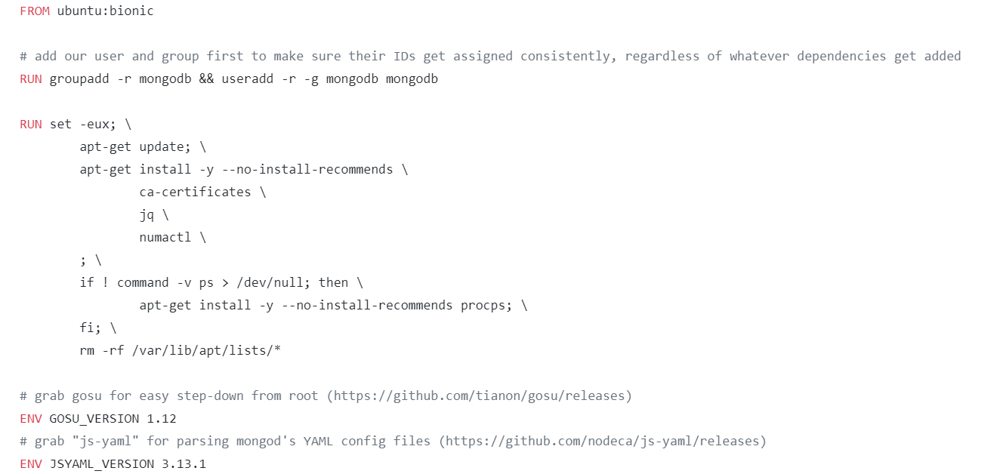 FROM ubuntu:bionic
# add our user and group first to make sure their IDs get assigned consistently, regardless of whatever dependencies get added
RUN groupadd -r mongodb && useradd -r -g mongodb mongodb
RUN set -eux; \
apt-get update; \
apt-get install -y --no-install-recommends \
ca-certificates \
jq \
numactl \
; \
if ! command -v ps > /dev/null; then \
apt-get install -y --no-install-recommends procps; \
fi; \
rm -rf /var/lib/apt/lists/*
# grab gosu for easy step-down from root (https://github.com/tianon/gosu/releases)
ENV GOSU_VERSION 1.12
# grab "js-yaml" for parsing mongod's YAML config files (https://github.com/nodeca/js-yaml/releases)
ENV JSYAML_VERSION 3.13.1